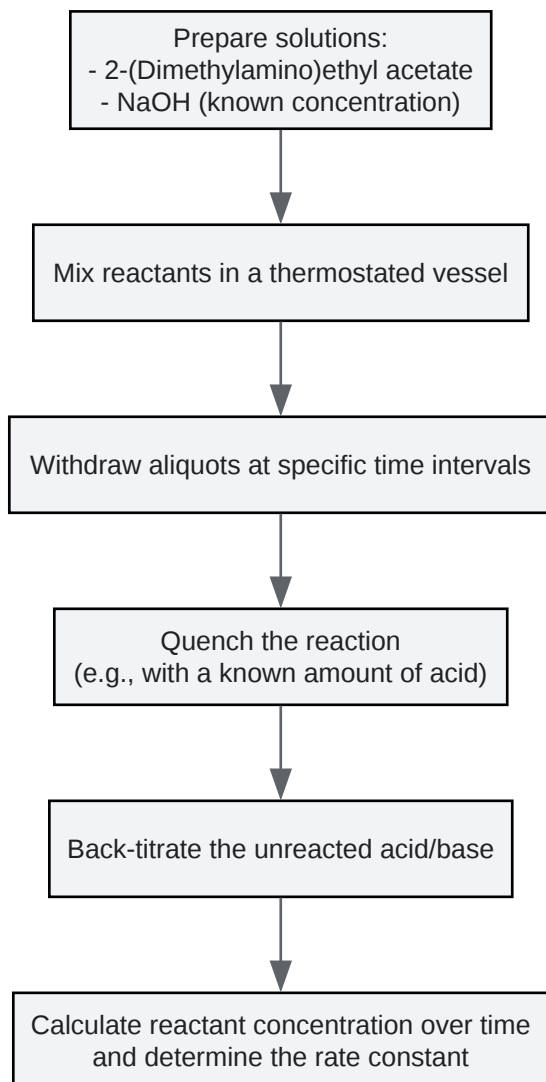 Prepare solutions:
- 2-(Dimethylamino)ethyl acetate
- NaOH (known concentration)
Mix reactants in a thermostated vessel
Withdraw aliquots at specific time intervals
Quench the reaction
(e.g., with a known amount of acid)
Back-titrate the unreacted acid/base
Calculate reactant concentration over time
and determine the rate constant